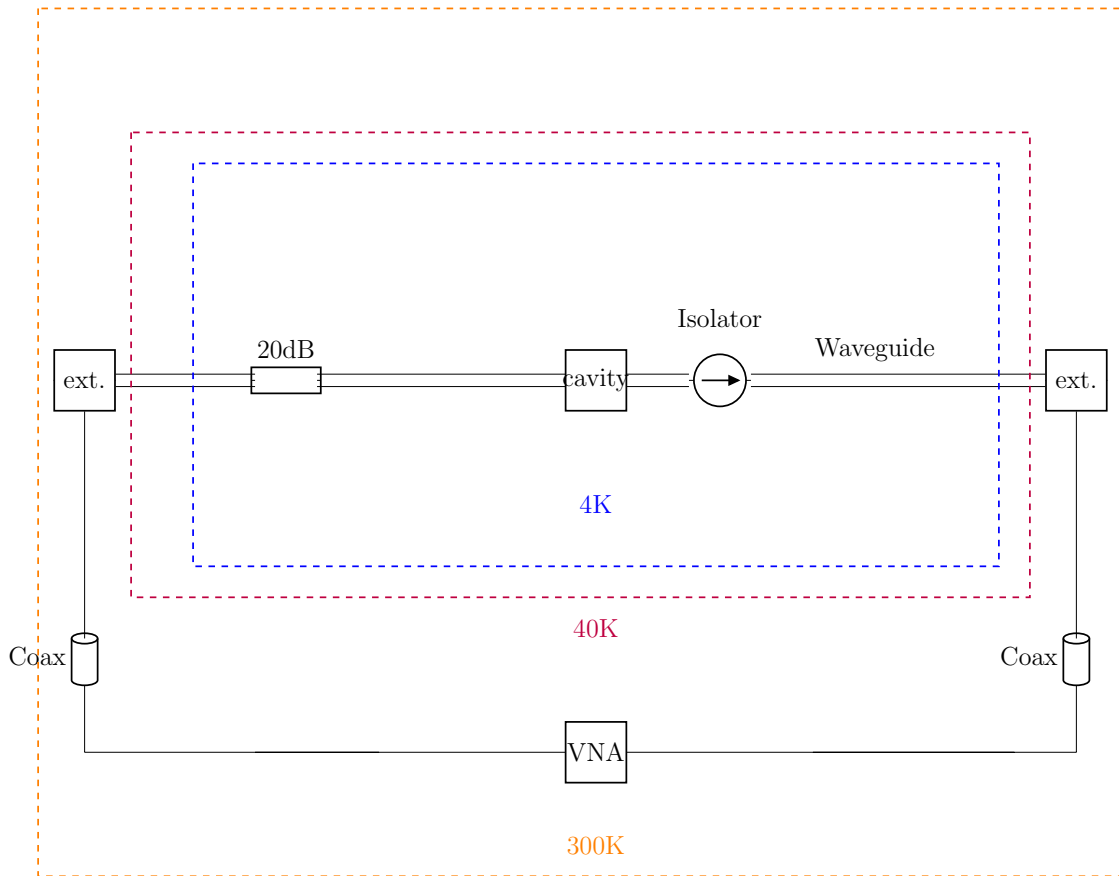 Isolator
20dB
Waveguide
ext.
cavity
ext.
4K
40K
Coax
Coax
VNA
300K